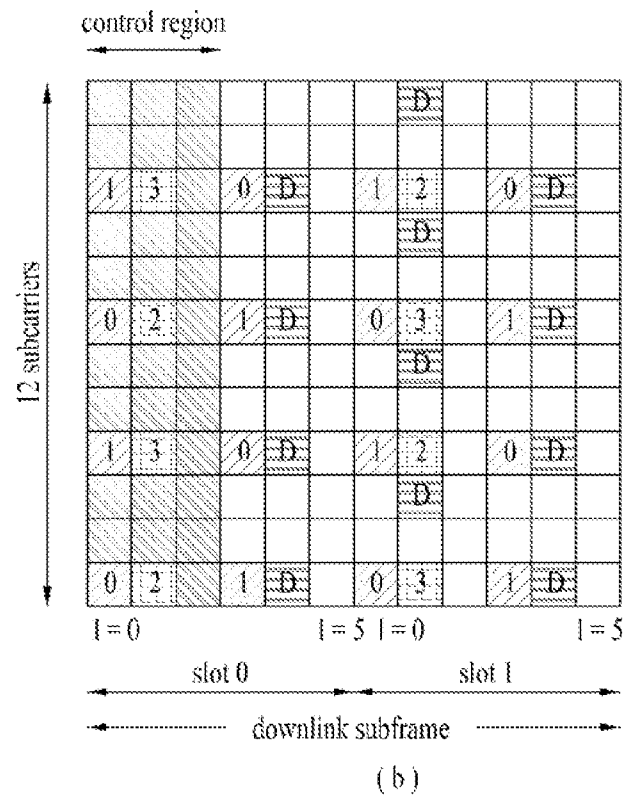 control region
D
1 3 0 D 1 2 0 D
D
0 2 1 D 0 3 1 D
D
1 3 0 D 1 2 0 D
D
0 2 1 D 0 3 1 D
12 subcarriers
l = 0 l = 5 l = 0 l = 5
slot 0 slot 1
downlink subframe
( b )